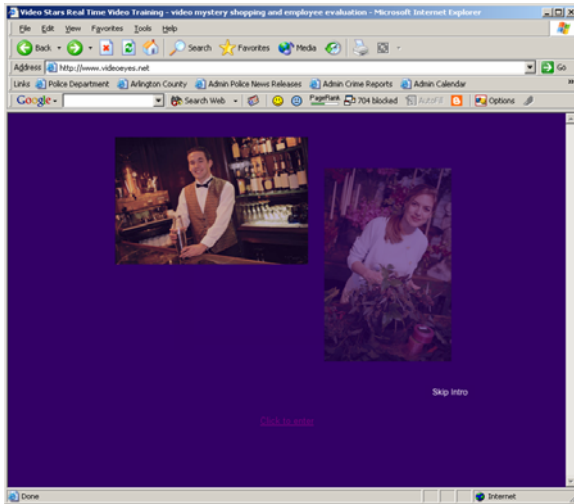 Video Stars Real Time Video Training - video mystery shopping and employee evaluation - Microsoft Internet Explorer
File Edit View Favorites Tools Help
Back Search Favorites Media
Address http://www.videoeyes.net Go
Links Police Department Arlington County Admin Police News Releases Admin Crime Reports Admin Calendar »
Google Search Web PageRank 704 blocked AutoFill Options
Skip Intro
Click to enter
Done Internet